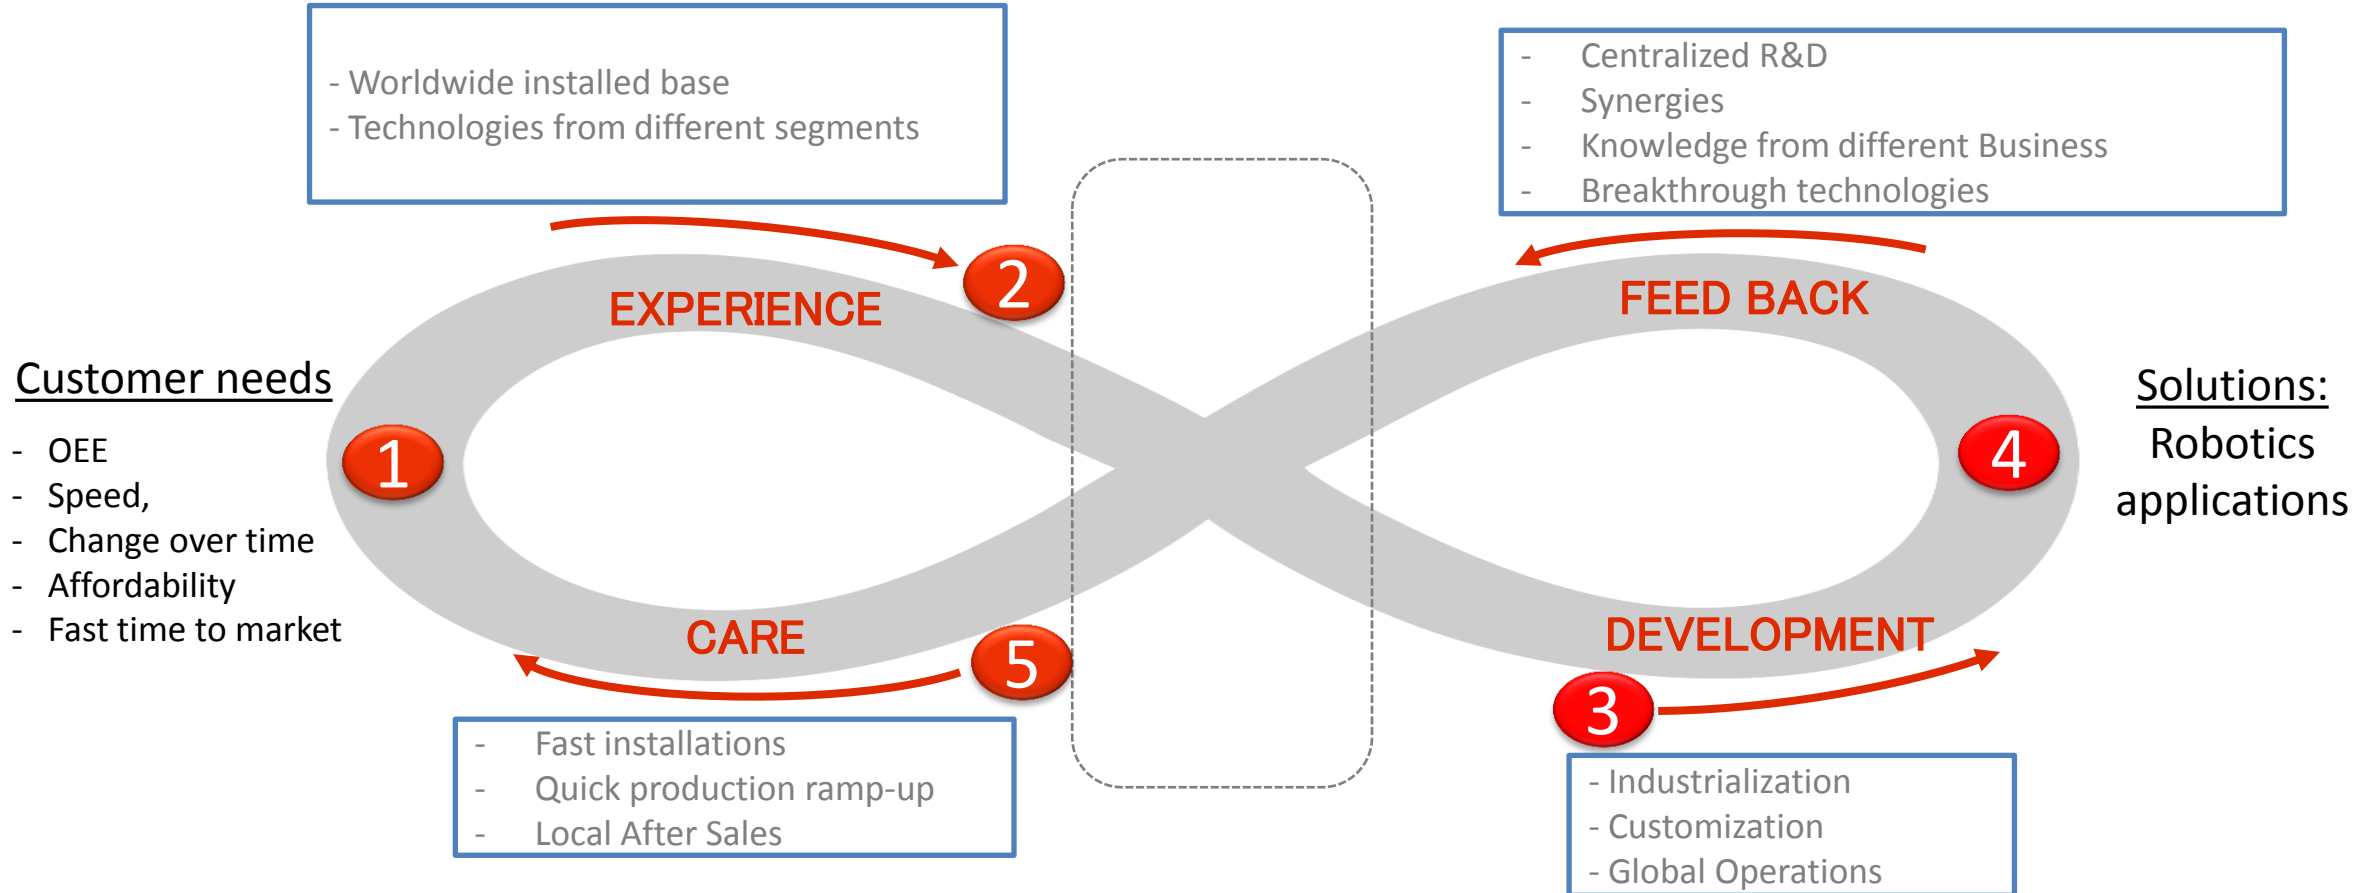 - Worldwide installed base
- Technologies from different segments
- Centralized R&D
- Synergies
- Knowledge from different Business
- Breakthrough technologies
2
EXPERIENCE
FEED BACK
Customer needs
- OEE
- Speed,
- Change over time
- Affordability
- Fast time to market
1
4
Solutions:
Robotics
applications
CARE
5
DEVELOPMENT
3
- Fast installations
- Quick production ramp-up
- Local After Sales
- Industrialization
- Customization
- Global Operations